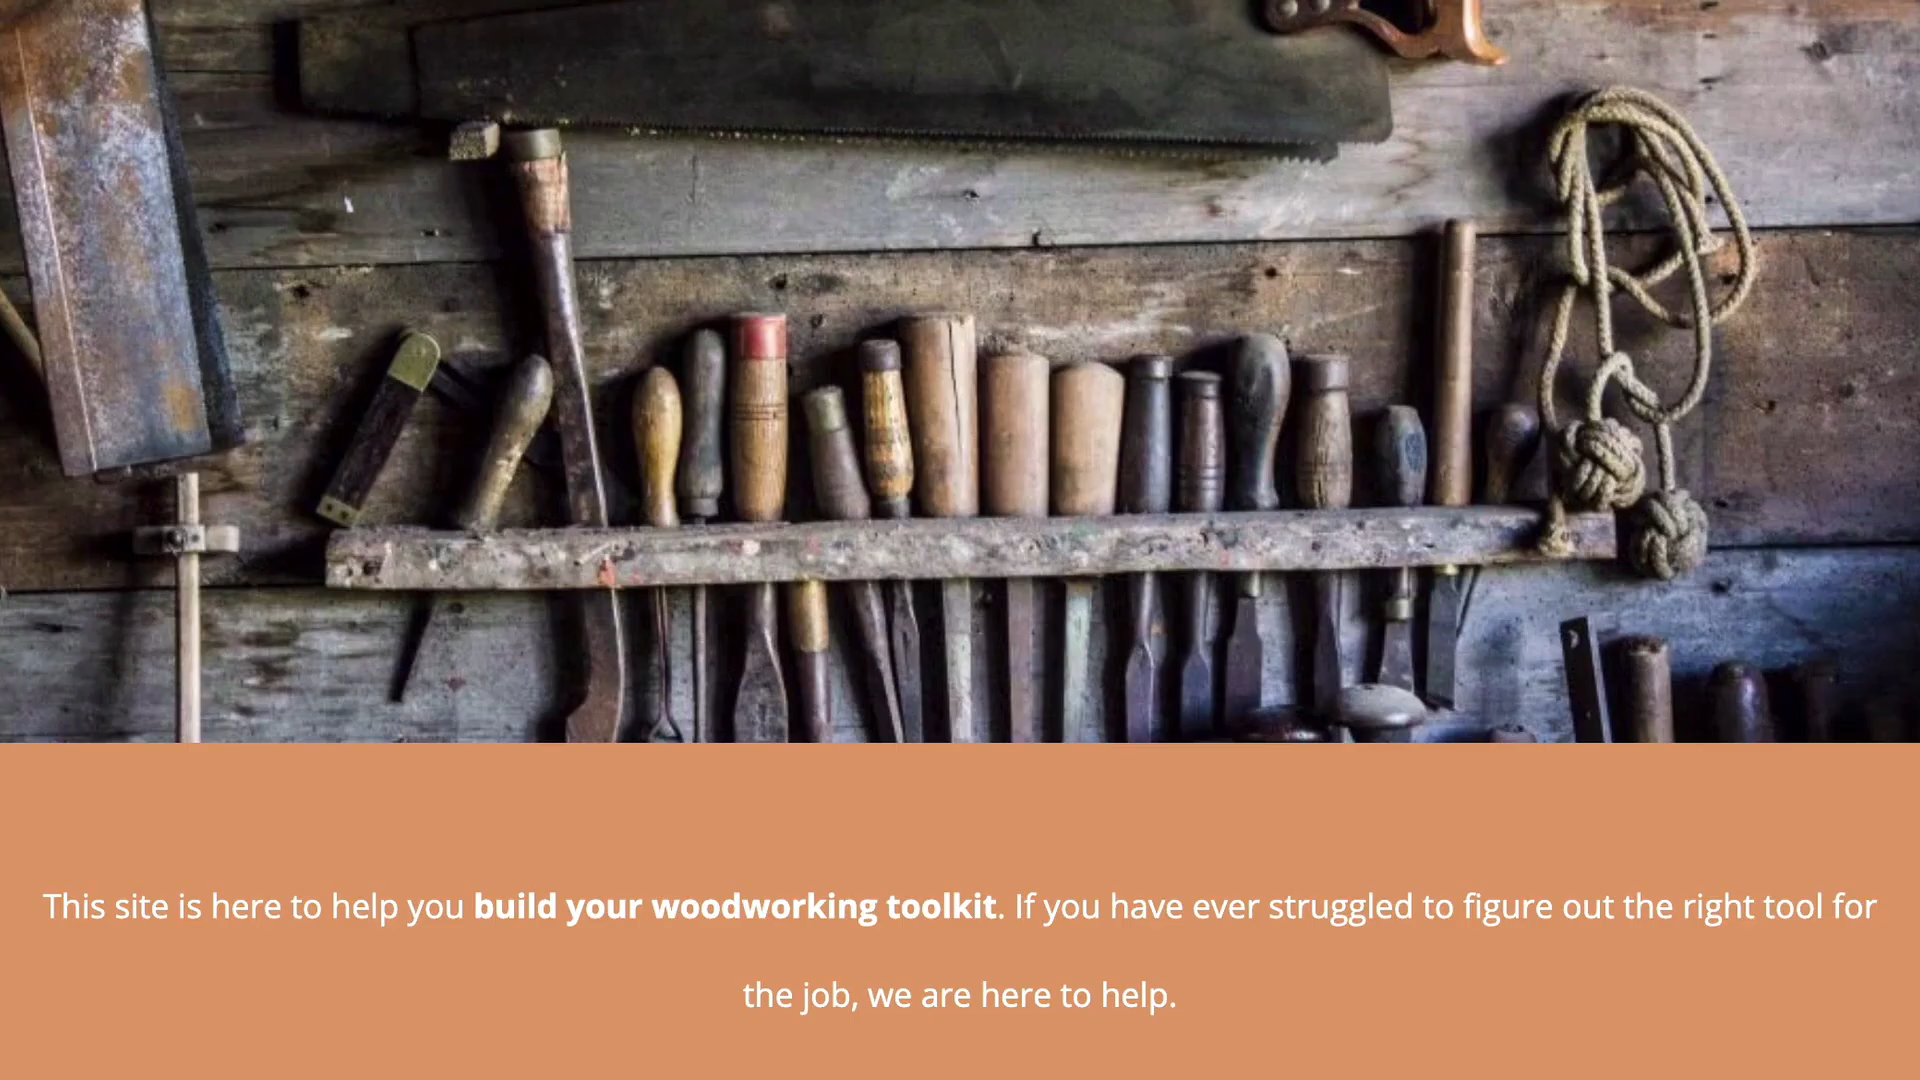 This site is here to help you build your woodworking toolkit. If you have ever struggled to figure out the right tool for
the job, we are here to help.